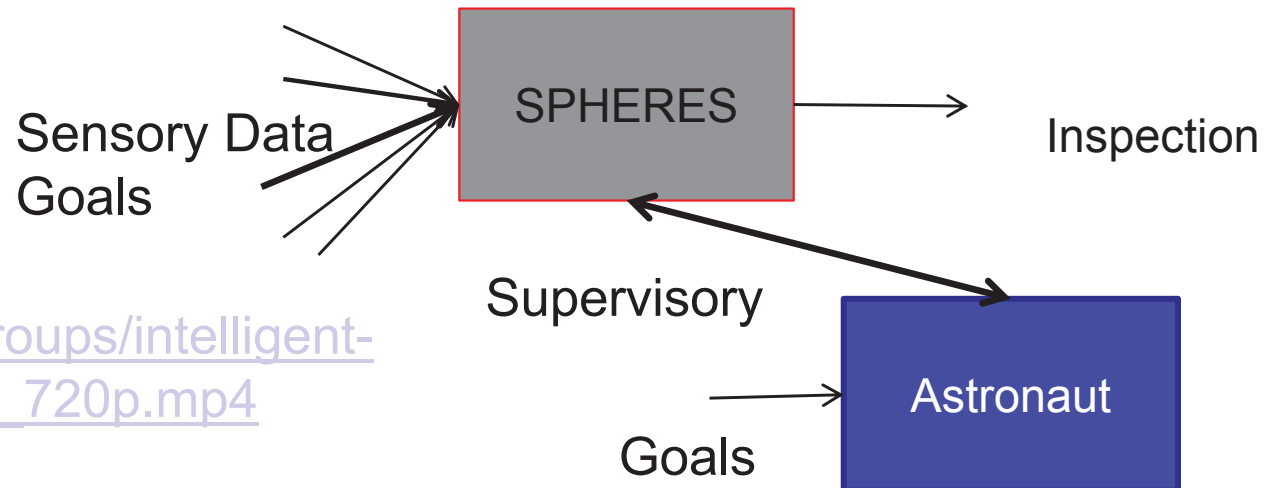 SPHERES
Sensory Data
Goals
Inspection
Supervisory
roups/intelligent-
_720p.mp4
Astronaut
Goals